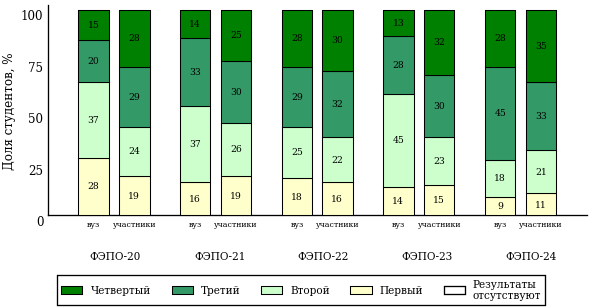 Доля студентов, %
100
75
50
25
0
15 28 14 25 28 30 13 32 28 35
20 29 33 30 29 32 28 30 45 33
37 24 37 26 25 22 45 23 18 21
28 19 16 19 18 16 14 15 9 11
вуз участники вуз участники вуз участники вуз участники вуз участники
ФЭПО-20 ФЭПО-21 ФЭПО-22 ФЭПО-23 ФЭПО-24
Четвертый Третий Второй Первый Результаты
отсутствуют